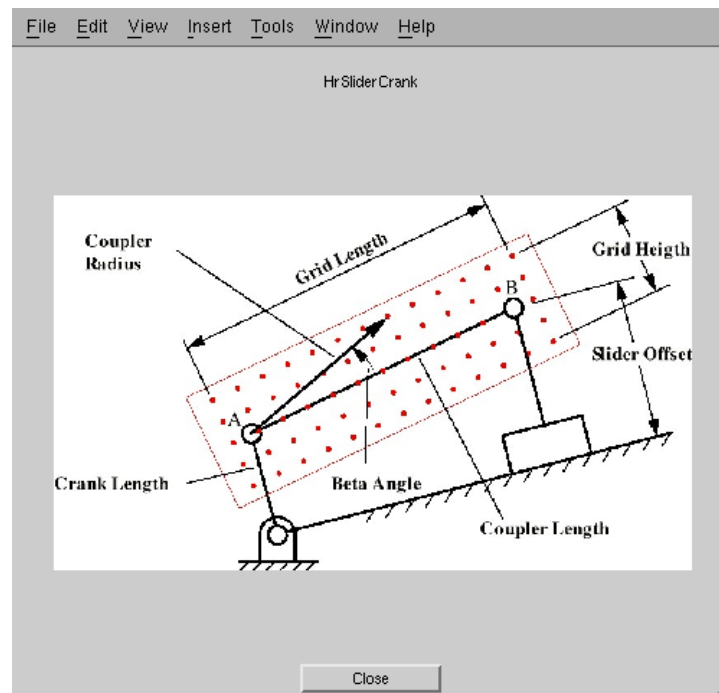 File Edit View Insert Tools Window Help
HrSliderCrank
Coupler
Radius
Grid Length
Grid Heigth
B
Slider Offset
A
Crank Length
Beta Angle
Coupler Length
Close